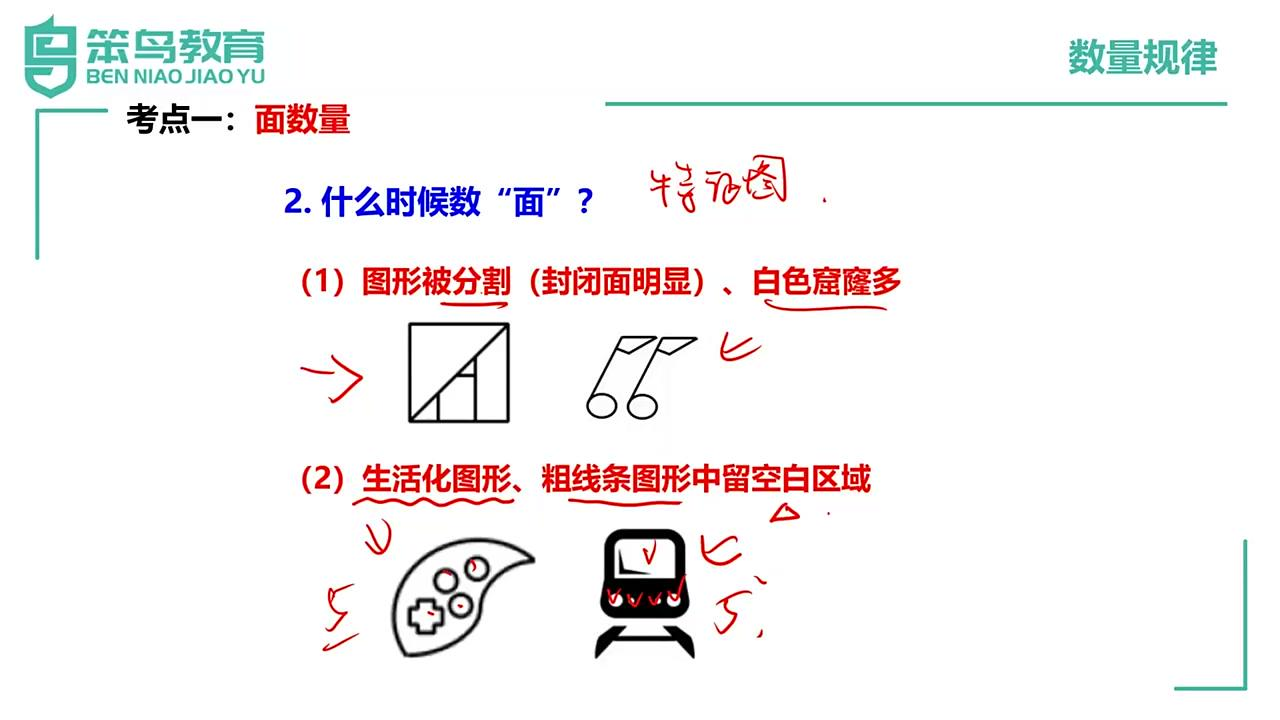 笨鸟教育
BEN NIAO JIAO YU
数量规律
考点一：面数量
2. 什么时候数“面”？ 特征图
（1）图形被分割（封闭面明显）、白色窟窿多
（2）生活化图形、粗线条图形中留空白区域
5 5